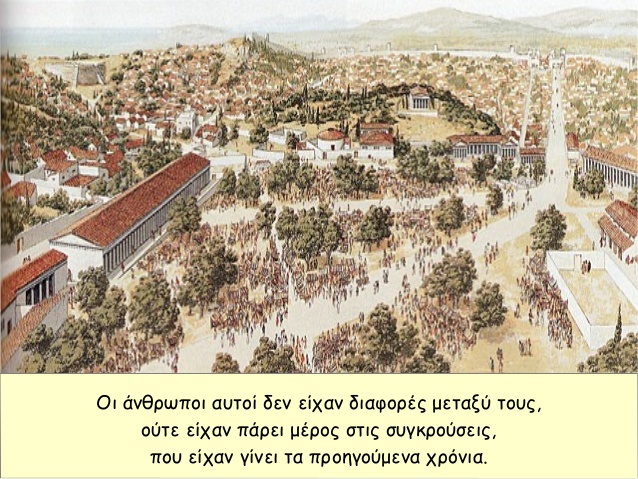 Οι άνθρωποι αυτοί δεν είχαν διαφορές μεταξύ τους,
ούτε είχαν πάρει μέρος στις συγκρούσεις,
που είχαν γίνει τα προηγούμενα χρόνια.